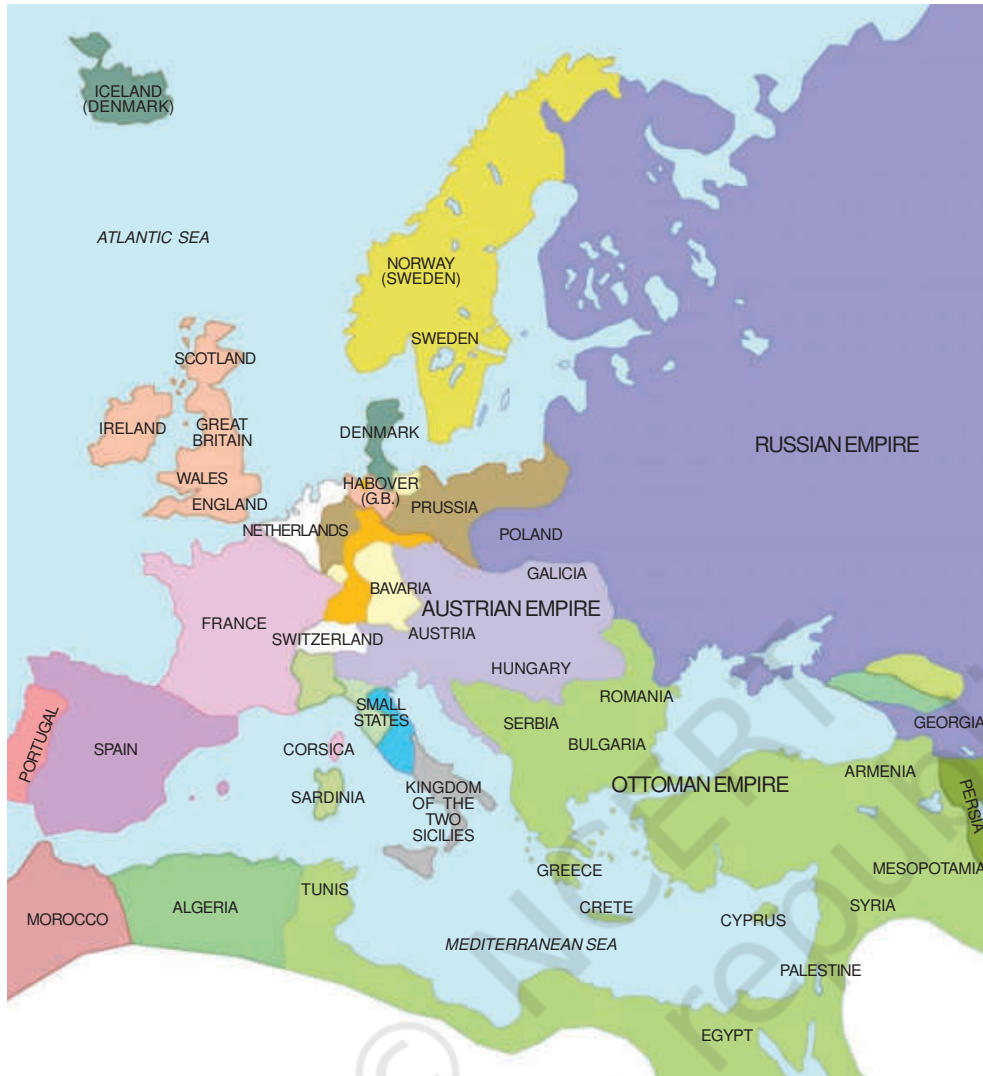 ICELAND
(DENMARK)
ATLANTIC SEA
NORWAY
(SWEDEN)
SWEDEN
SCOTLAND
IRELAND
GREAT
BRITAIN
DENMARK
RUSSIAN EMPIRE
WALES
HABOVER
(G.B.)
ENGLAND
PRUSSIA
NETHERLANDS
POLAND
GALICIA
BAVARIA
AUSTRIAN EMPIRE
FRANCE
SWITZERLAND
AUSTRIA
HUNGARY
ROMANIA
SMALL
STATES
SERBIA
GEORGIA
PORTUGAL
SPAIN
CORSICA
BULGARIA
ARMENIA
OTTOMAN EMPIRE
SARDINIA
KINGDOM
OF THE
TWO
SICILIES
PERSIA
GREECE
MESOPOTAMIA
TUNIS
MOROCCO
ALGERIA
CRETE
CYPRUS
SYRIA
MEDITERRANEAN SEA
PALESTINE
EGYPT
© NCERT